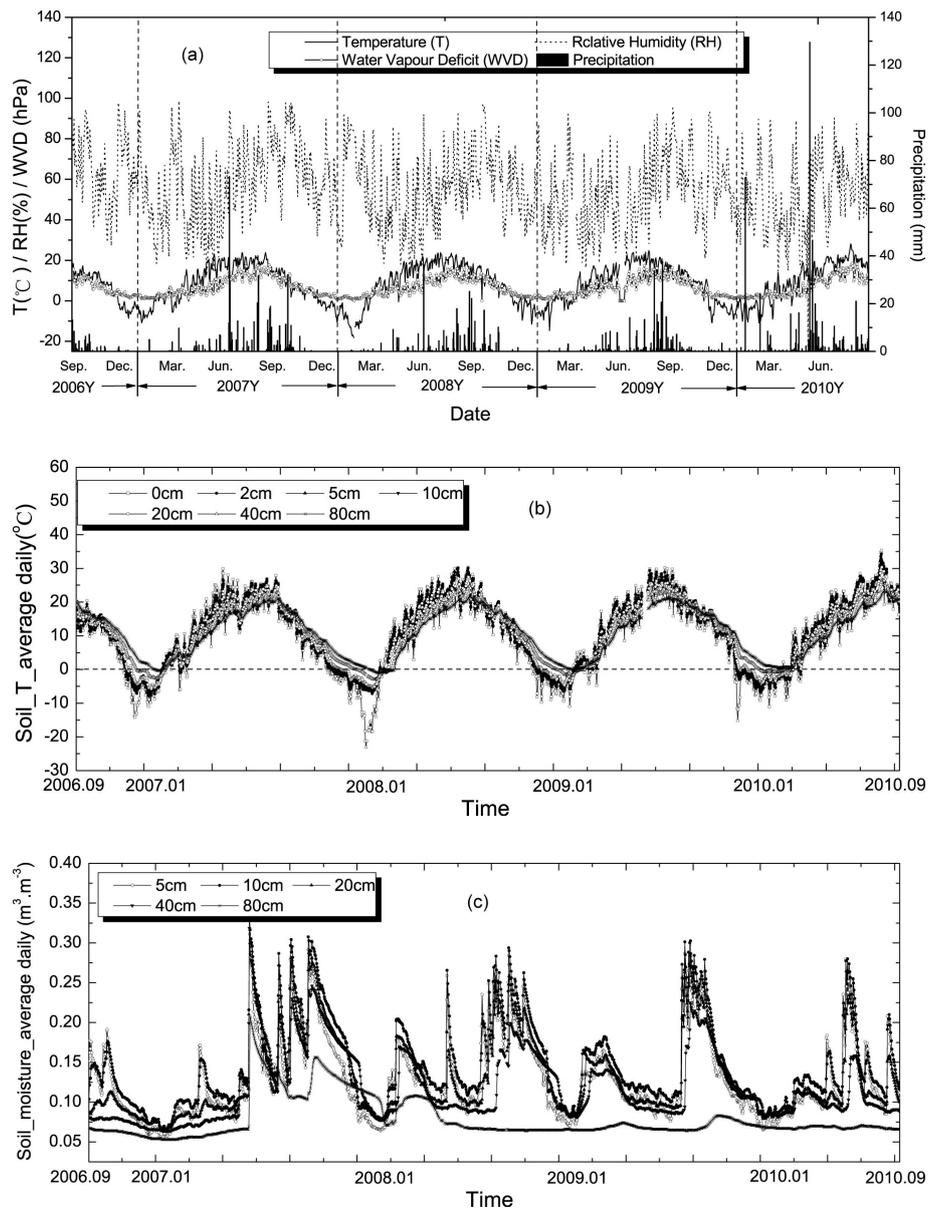 (a)
Temperature (T) Rclative Humidity (RH)
Water Vapour Deficit (WVD) Precipitation
T(℃) / RH(%) / WVD (hPa)
140
120
100
80
60
40
20
0
-20
Precipitation (mm)
140
120
100
80
60
40
20
0
Sep. Dec. Mar. Jun. Sep. Dec. Mar. Jun. Sep. Dec. Mar. Jun. Sep. Dec. Mar. Jun.
2006Y 2007Y 2008Y 2009Y 2010Y
Date
(b)
0cm 2cm 5cm 10cm
20cm 40cm 80cm
Soil_T_average daily(°C)
60
50
40
30
20
10
0
-10
-20
-30
2006.09 2007.01 2008.01 2009.01 2010.01 2010.09
Time
(c)
5cm 10cm 20cm
40cm 80cm
Soil_moisture_average daily (m³.m⁻³)
0.40
0.35
0.30
0.25
0.20
0.15
0.10
0.05
2006.09 2007.01 2008.01 2009.01 2010.01 2010.09
Time